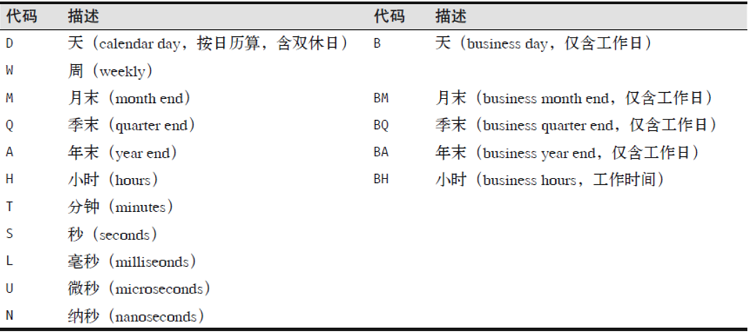 代码 描述 代码 描述
D 天（calendar day，按日历算，含双休日） B 天（business day，仅含工作日）
W 周（weekly）
M 月末（month end） BM 月末（business month end，仅含工作日）
Q 季末（quarter end） BQ 季末（business quarter end，仅含工作日）
A 年末（year end） BA 年末（business year end，仅含工作日）
H 小时（hours） BH 小时（business hours，工作时间）
T 分钟（minutes）
S 秒（seconds）
L 毫秒（milliseonds）
U 微秒（microseconds）
N 纳秒（nanoseconds）